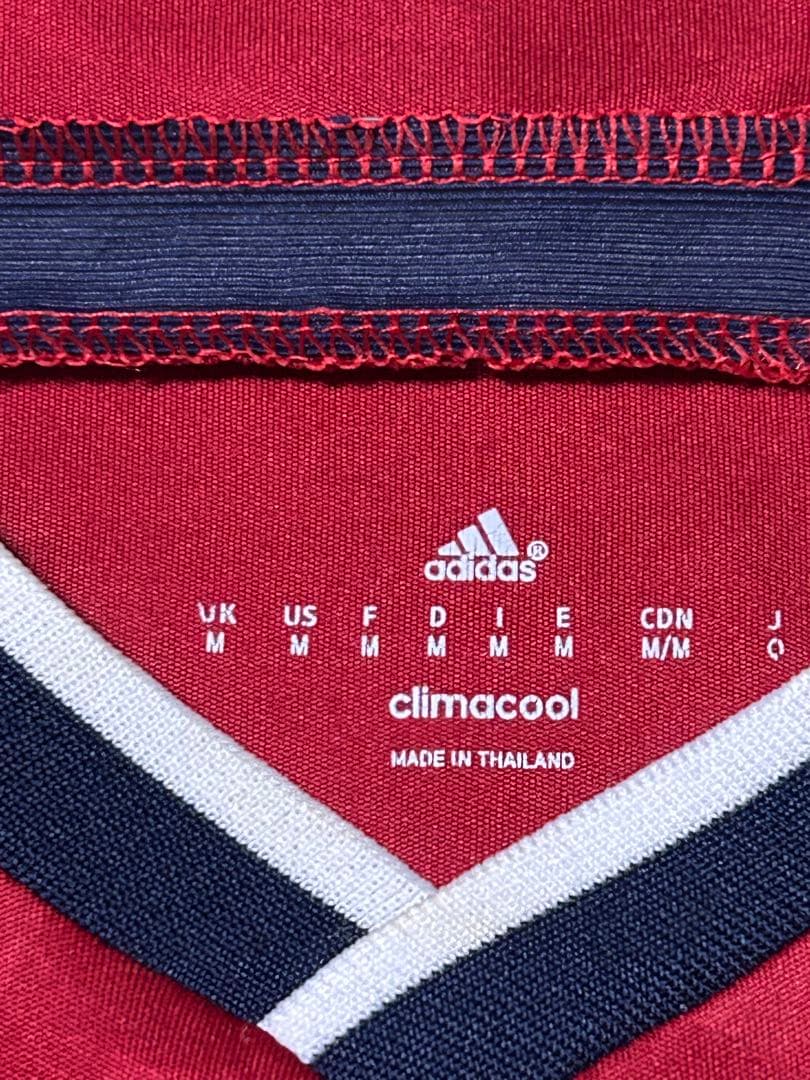 adidas®
UK US F D I E CDN J
M M M M M M M/M O
climacool
MADE IN THAILAND